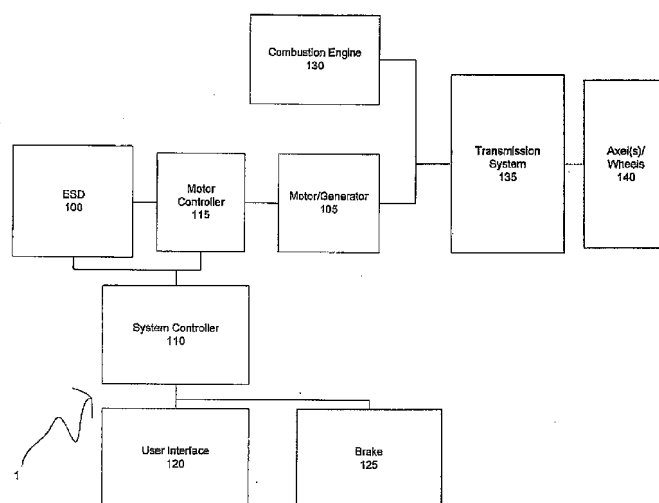 Combustion Engine
130
Transmission
System
135
Axel(s)/
Wheels
140
ESD
100
Motor
Controller
115
Motor/Generator
105
System Controller
110
User Interface
120
Brake
125
1